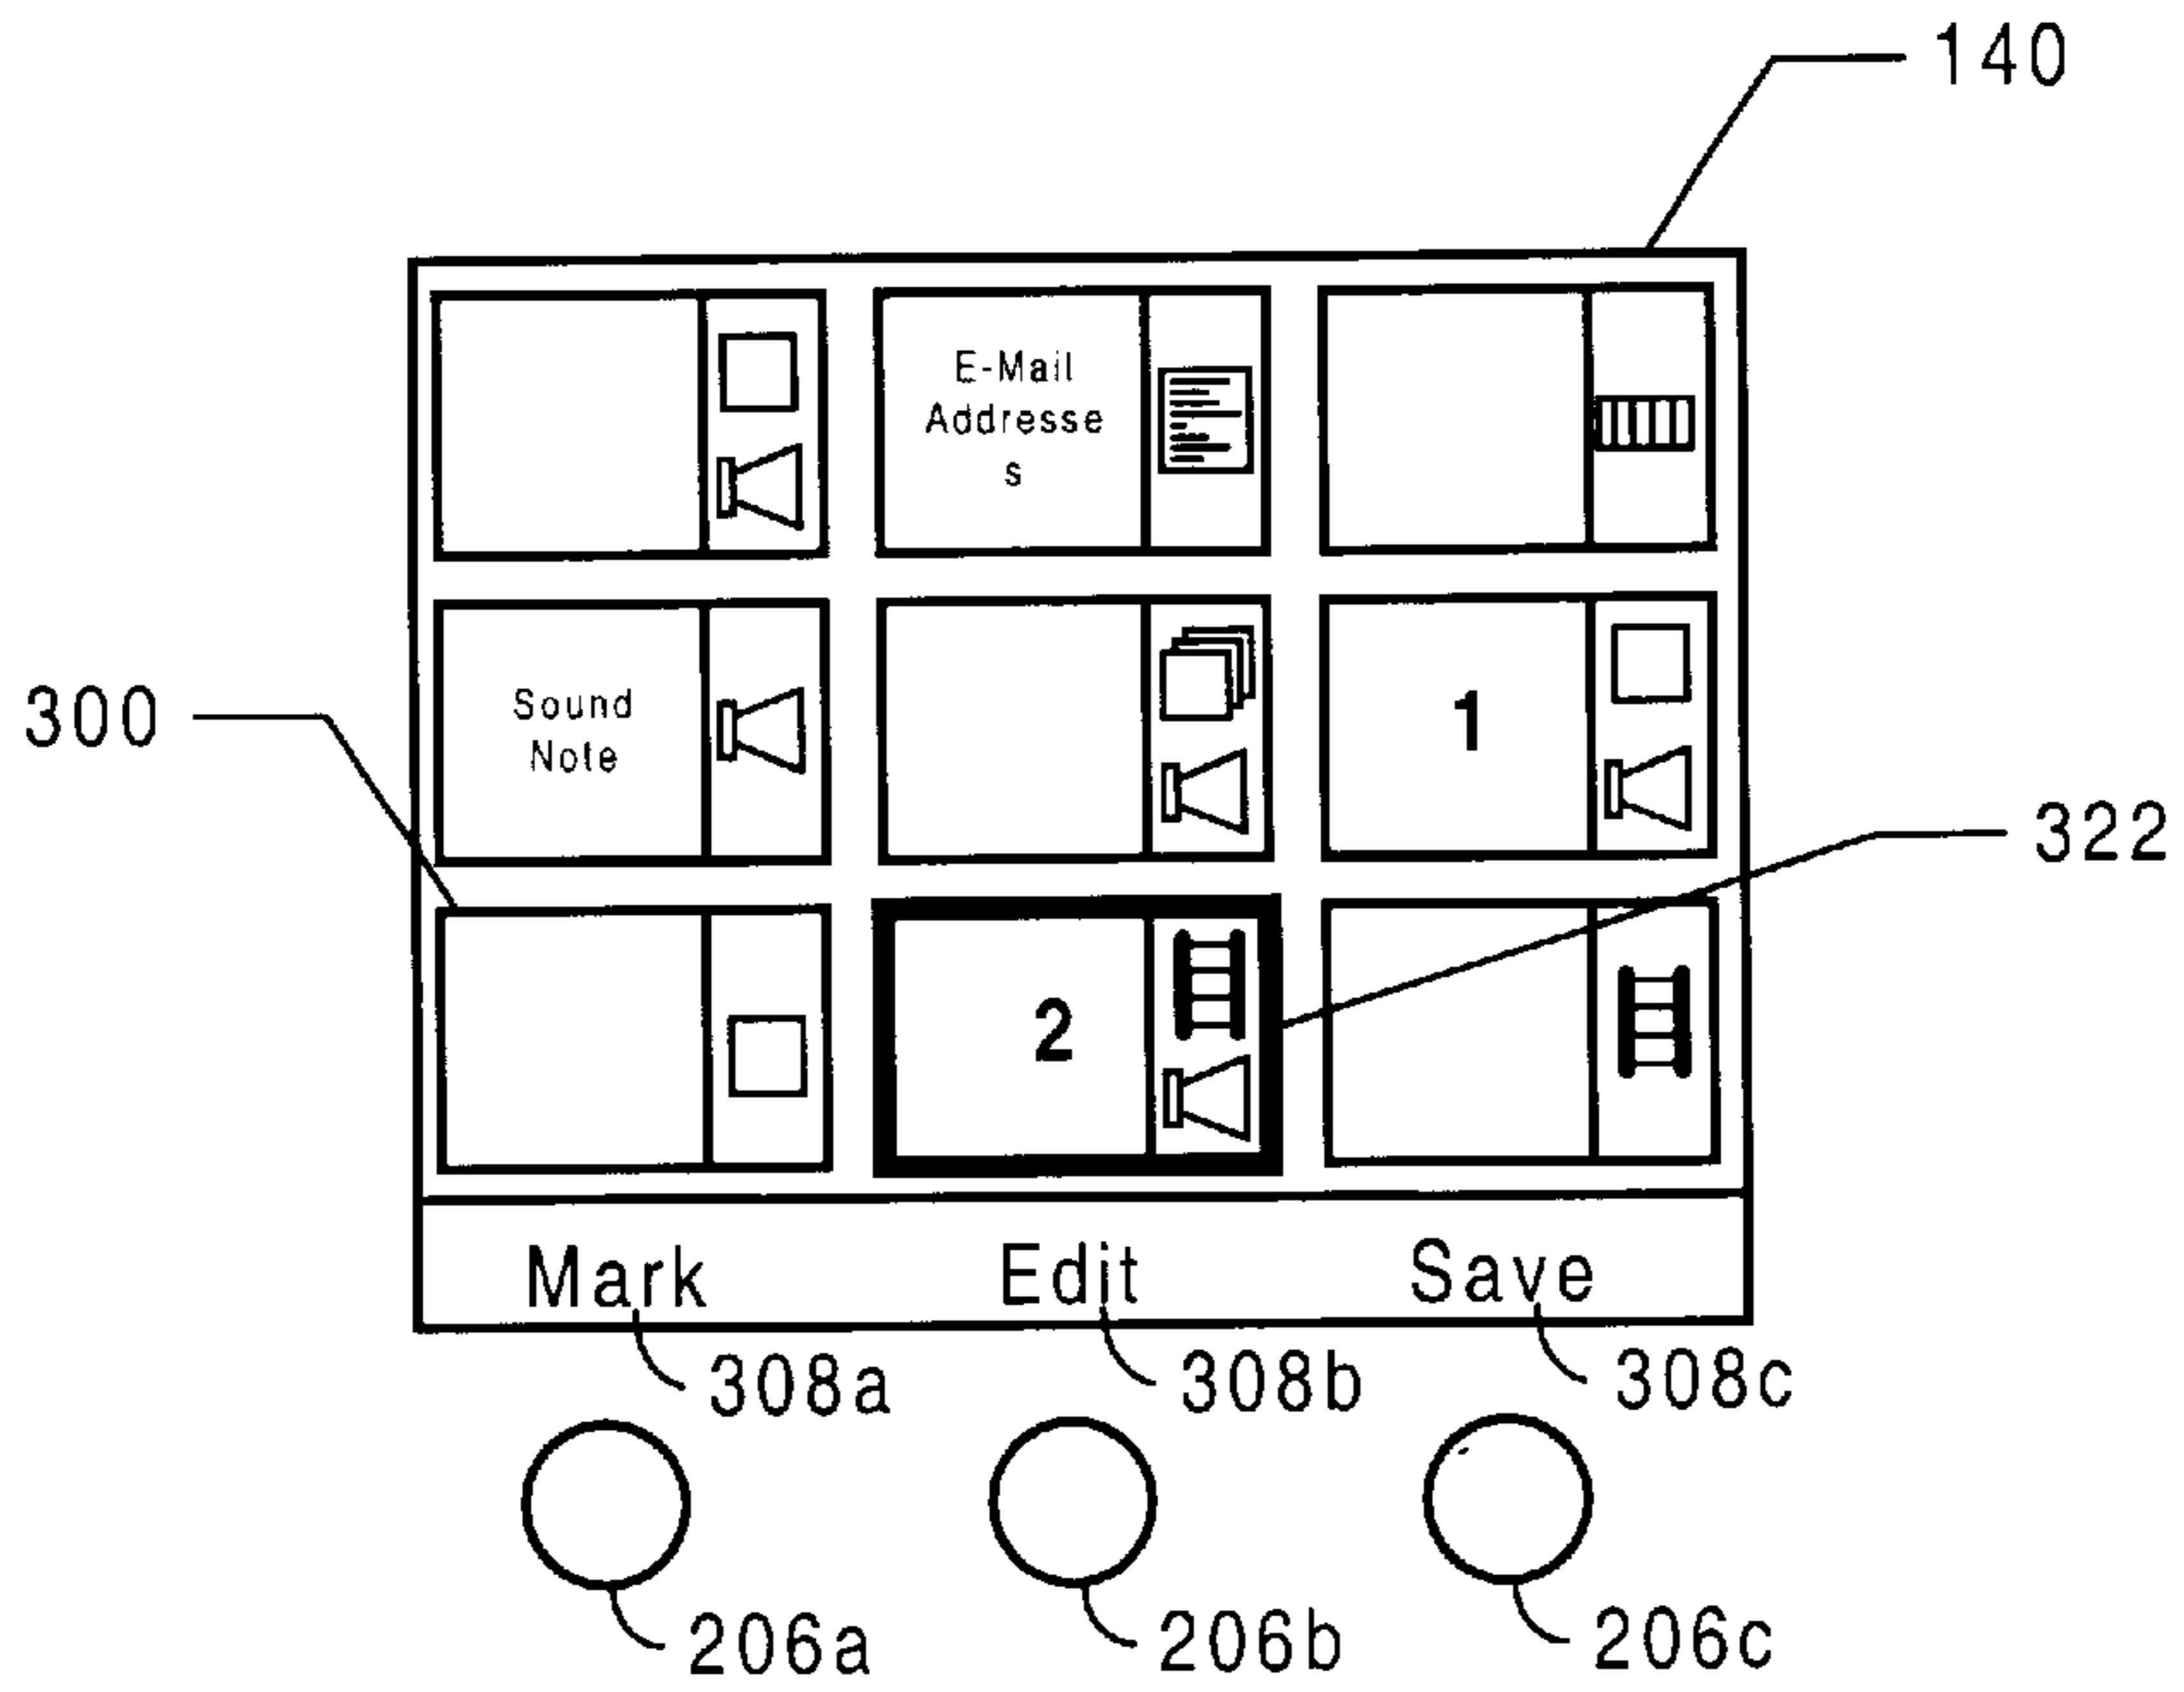 140
E-Mail
Addresse
s
300
Sound
Note
1
322
2
Mark
Edit
Save
308a
308b
308c
206a
206b
206c